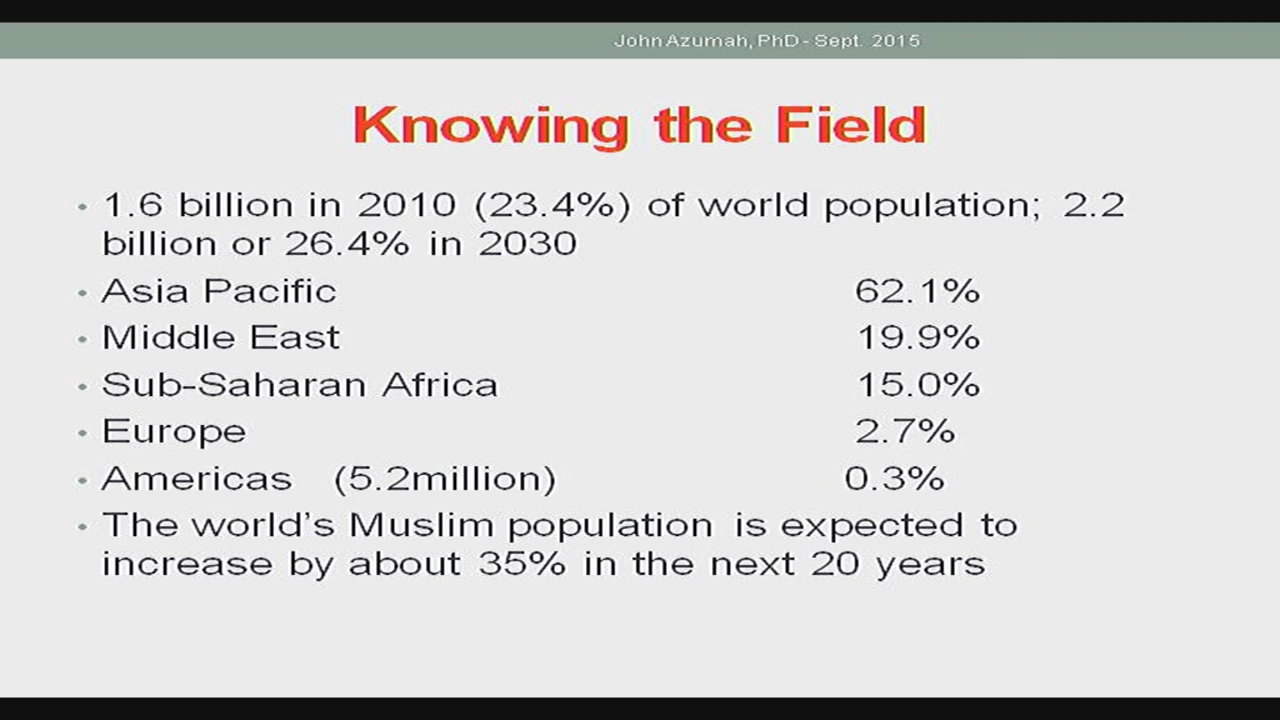 John Azumah, PhD - Sept. 2015
Knowing the Field
• 1.6 billion in 2010 (23.4%) of world population; 2.2
billion or 26.4% in 2030
• Asia Pacific 62.1%
• Middle East 19.9%
• Sub-Saharan Africa 15.0%
• Europe 2.7%
• Americas (5.2million) 0.3%
• The world's Muslim population is expected to
increase by about 35% in the next 20 years